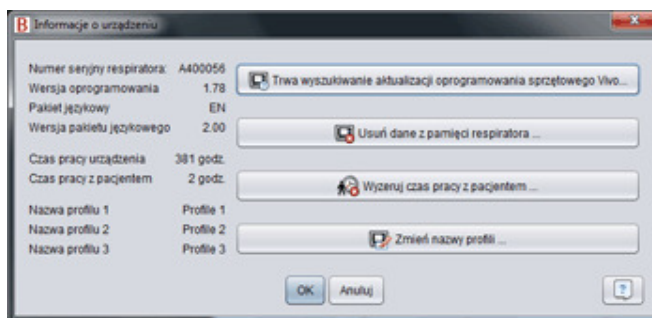 B Informacje o urządzeniu
Numer seryjny respiratora: A400056
Wersja oprogramowania 1.78
Pakiet językowy EN
Wersja pakietu językowego 2.00
Czas pracy urządzenia 381 godz.
Czas pracy z pacjentem 2 godz.
Nazwa profilu 1 Profile 1
Nazwa profilu 2 Profile 2
Nazwa profilu 3 Profile 3
Trwa wyszukiwanie aktualizacji oprogramowania sprzętowego Vivo...
Usuń dane z pamięci respiratora ...
Wyzeruj czas pracy z pacjentem ...
Zmień nazwy profili ...
OK Anuluj ?